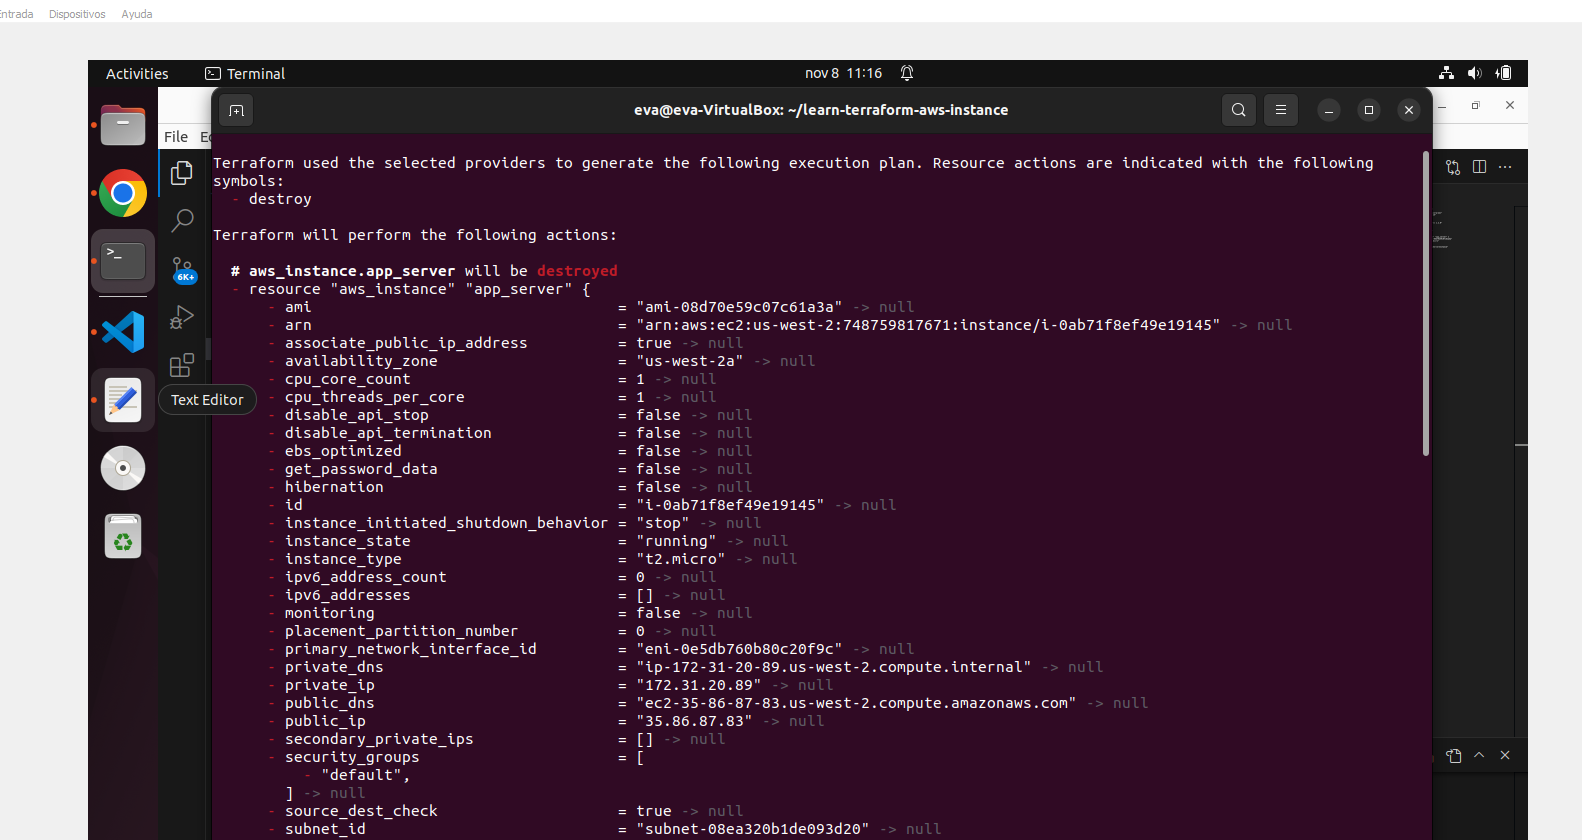 Entrada Dispositivos Ayuda
Activities Terminal nov 8 11:16
eva@eva-VirtualBox: ~/learn-terraform-aws-instance
File
Terraform used the selected providers to generate the following execution plan. Resource actions are indicated with the following
symbols:
- destroy
Terraform will perform the following actions:
# aws_instance.app_server will be destroyed
- resource "aws_instance" "app_server" {
- ami = "ami-08d70e59c07c61a3a" -> null
- arn = "arn:aws:ec2:us-west-2:748759817671:instance/i-0ab71f8ef49e19145" -> null
- associate_public_ip_address = true -> null
- availability_zone = "us-west-2a" -> null
- cpu_core_count = 1 -> null
- cpu_threads_per_core = 1 -> null
- disable_api_stop = false -> null
- disable_api_termination = false -> null
- ebs_optimized = false -> null
- get_password_data = false -> null
- hibernation = false -> null
- id = "i-0ab71f8ef49e19145" -> null
- instance_initiated_shutdown_behavior = "stop" -> null
- instance_state = "running" -> null
- instance_type = "t2.micro" -> null
- ipv6_address_count = 0 -> null
- ipv6_addresses = [] -> null
- monitoring = false -> null
- placement_partition_number = 0 -> null
- primary_network_interface_id = "eni-0e5db760b80c20f9c" -> null
- private_dns = "ip-172-31-20-89.us-west-2.compute.internal" -> null
- private_ip = "172.31.20.89" -> null
- public_dns = "ec2-35-86-87-83.us-west-2.compute.amazonaws.com" -> null
- public_ip = "35.86.87.83" -> null
- secondary_private_ips = [] -> null
- security_groups = [
- "default",
] -> null
- source_dest_check = true -> null
- subnet_id = "subnet-08ea320b1de093d20" -> null
6K+
Text Editor